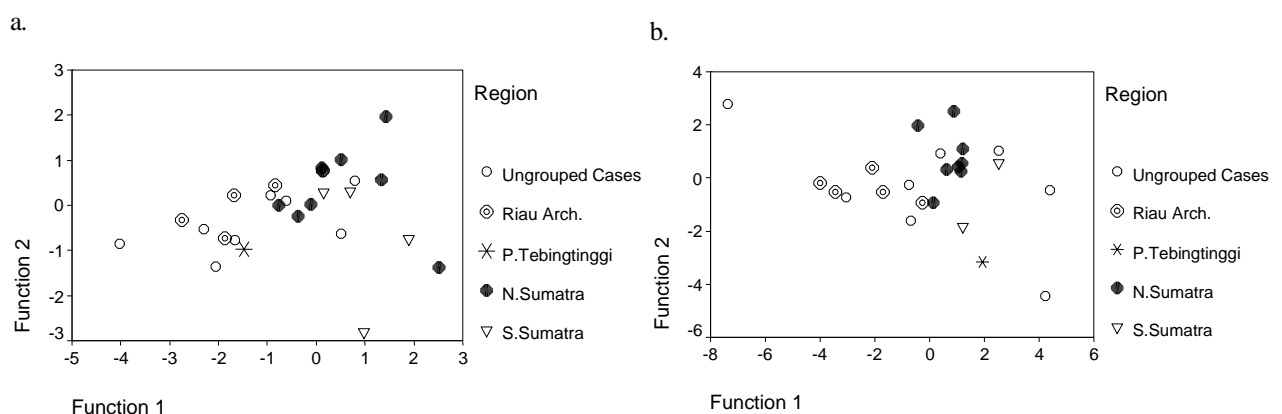 a.
3
2
1
0
-1
-2
-3
Function 2
-5 -4 -3 -2 -1 0 1 2 3
Function 1
Region
Ungrouped Cases
Riau Arch.
P.Tebingtinggi
N.Sumatra
S.Sumatra
b.
4
2
0
-2
-4
-6
Function 2
-8 -6 -4 -2 0 2 4 6
Function 1
Region
Ungrouped Cases
Riau Arch.
P.Tebingtinggi
N.Sumatra
S.Sumatra